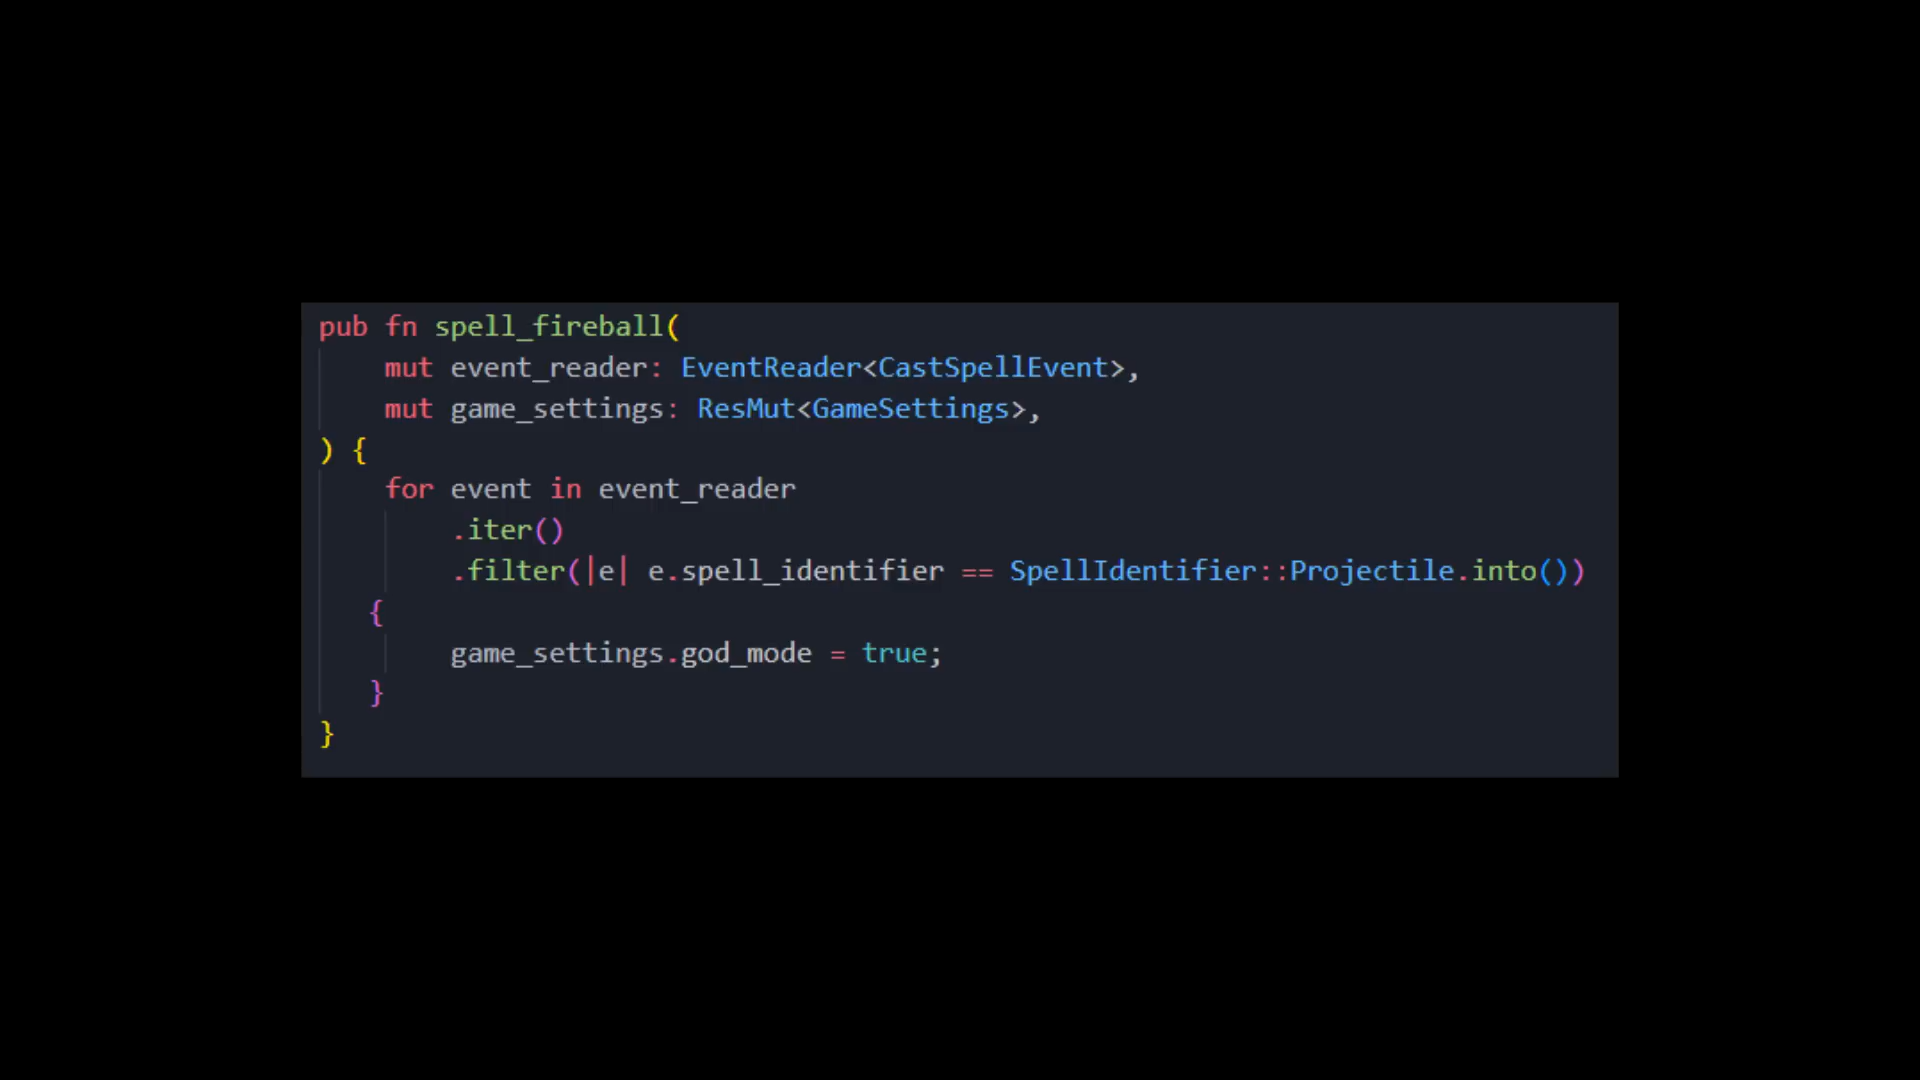 pub fn spell_fireball(
    mut event_reader: EventReader<CastSpellEvent>,
    mut game_settings: ResMut<GameSettings>,
) {
    for event in event_reader
        .iter()
        .filter(|e| e.spell_identifier == SpellIdentifier::Projectile.into())
    {
        game_settings.god_mode = true;
    }
}